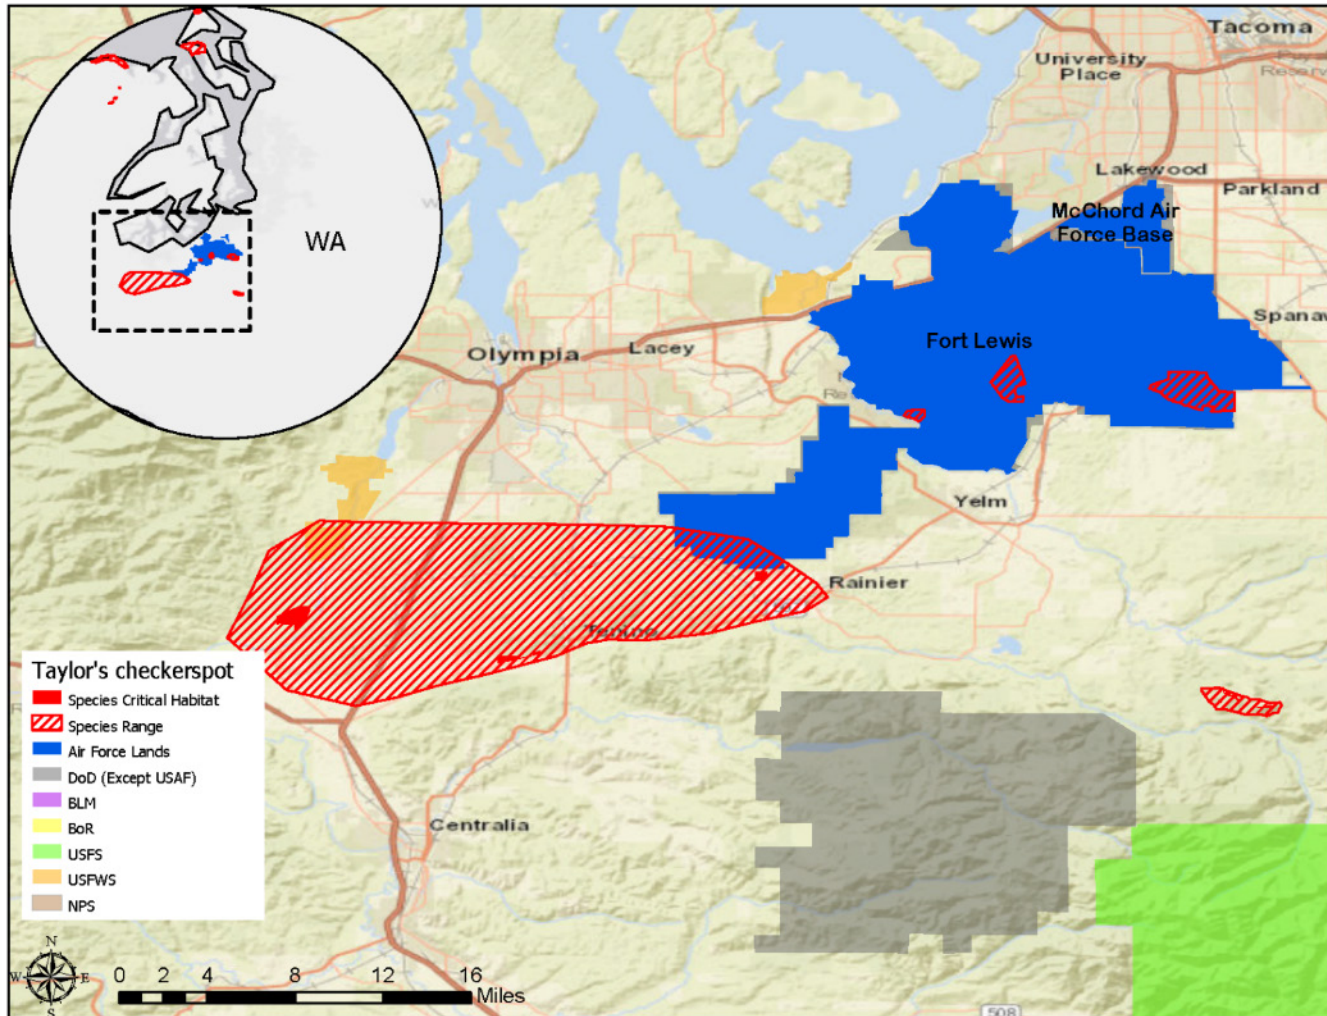 Tacoma
University
Place
Lakewood
Parkland
McChord Air
Force Base
WA
Spanaw
Fort Lewis
Olympia
Lacey
Yelm
Rainier
Tenino
Taylor's checkerspot
Species Critical Habitat
Species Range
Air Force Lands
DoD (Except USAF)
BLM
BoR
USFS
USFWS
NPS
Centralia
N
W
E
S
0 2 4 8 12 16
Miles
508